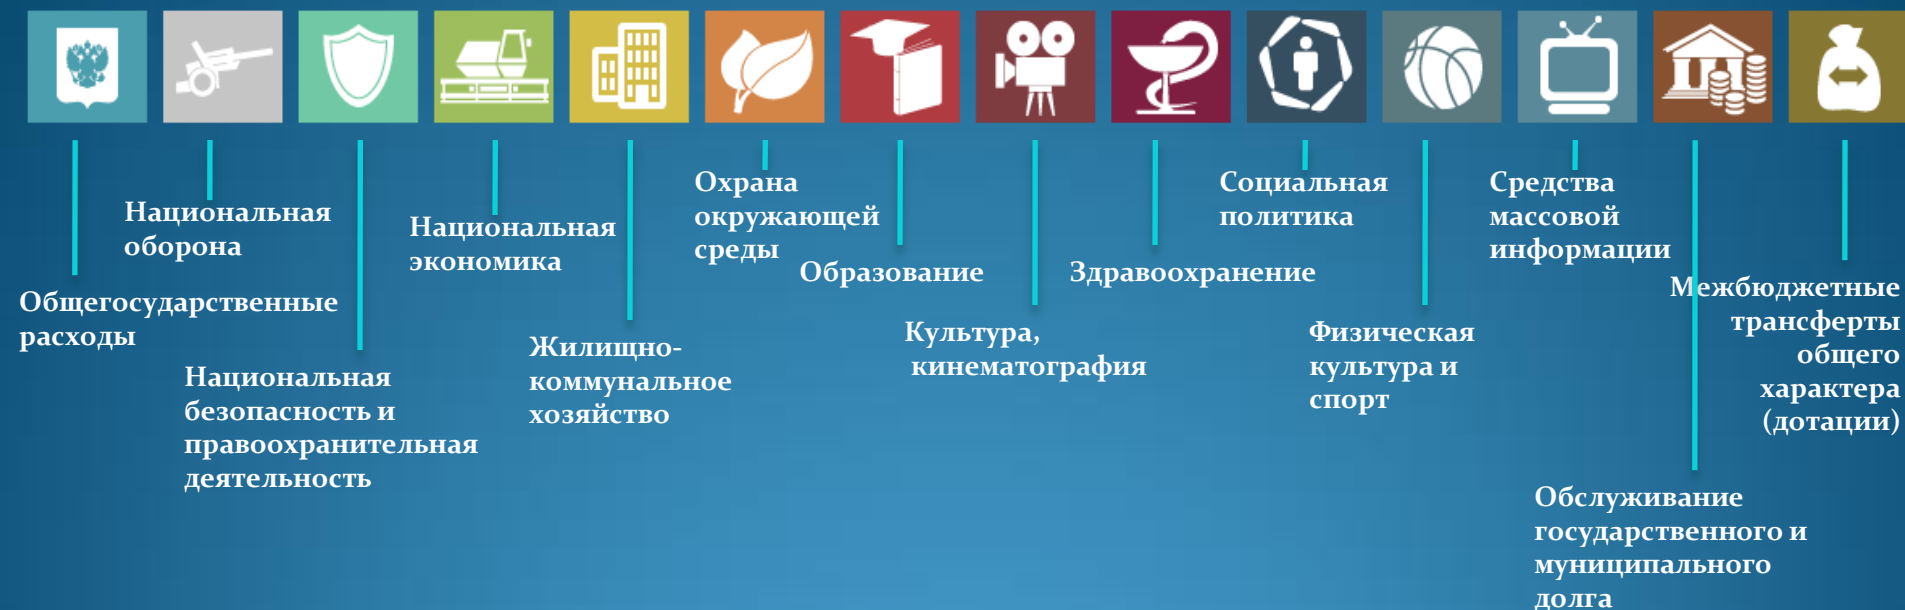 Общегосударственные
расходы
Национальная
оборона
Национальная
безопасность и
правоохранительная
деятельность
Национальная
экономика
Жилищно-
коммунальное
хозяйство
Охрана
окружающей
среды
Образование
Культура,
кинематография
Здравоохранение
Социальная
политика
Физическая
культура и
спорт
Средства
массовой
информации
Обслуживание
государственного и
муниципального
долга
Межбюджетные
трансферты
общего
характера
(дотации)